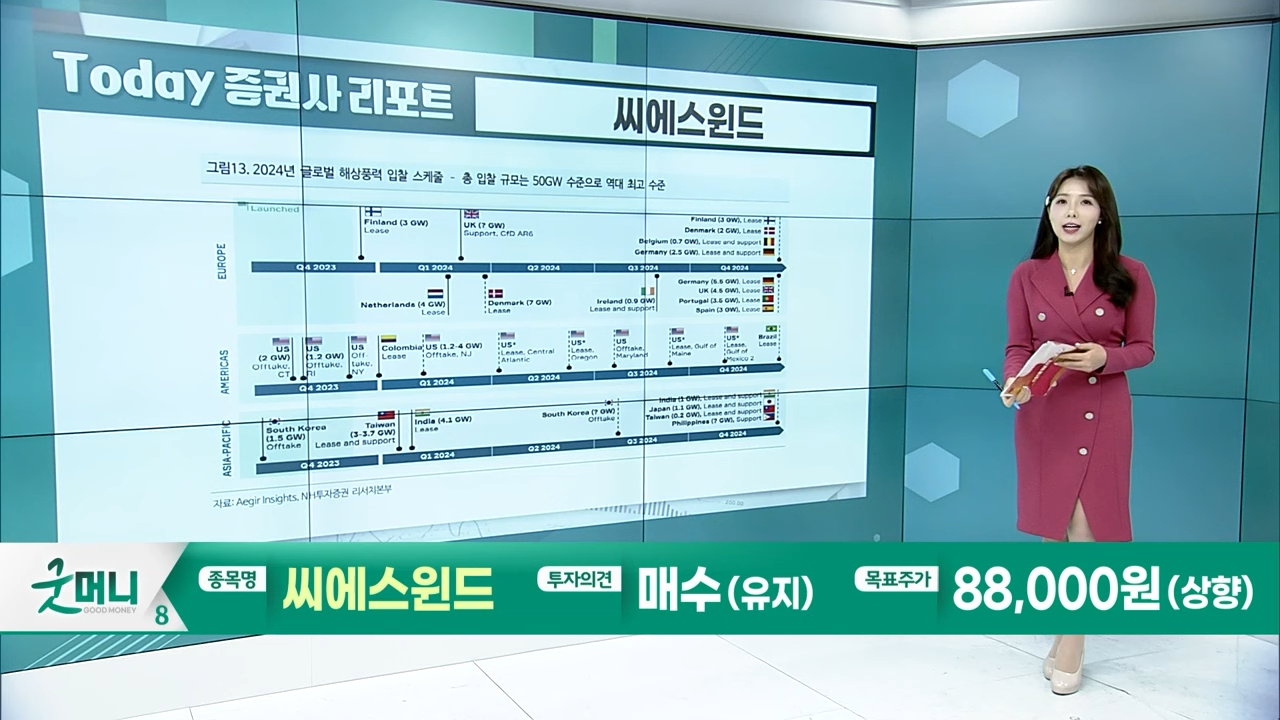 Today 증권사 리포트
씨에스윈드
그림13. 2024년 글로벌 해상풍력 입찰 스케줄 - 총 입찰 규모는 50GW 수준으로 역대 최고 수준
Launched
EUROPE
Finland (3 GW)
Lease
UK (? GW)
Support, CfD AR6
Finland (3 GW), Lease
Denmark (2 GW), Lease
Belgium (0.7 GW), Lease and support
Germany (2.5 GW), Lease and support
Q4 2023 Q1 2024 Q2 2024 Q3 2024 Q4 2024
Netherlands (4 GW)
Lease
Denmark (7 GW)
Lease
Ireland (0.9 GW)
Lease and support
Germany (5.5 GW), Lease
UK (4.5 GW), Lease
Portugal (3.5 GW), Lease
Spain (3 GW), Lease
AMERICAS
US
(2 GW)
Offtake,
CT
US
(1.2 GW)
Offtake,
RI
US
Off-
take,
NY
Colombia
Lease
US (1.2-4 GW)
Offtake, NJ
US*
Lease, Central
Atlantic
US*
Lease,
Oregon
US
Offtake,
Maryland
US*
Lease, Gulf of
Maine
US*
Lease,
Gulf of
Mexico 2
Brazil
Lease
Q4 2023 Q1 2024 Q2 2024 Q3 2024 Q4 2024
ASIA-PACIFIC
South Korea
(1.5 GW)
Offtake
Taiwan
(3-3.7 GW)
Lease and support
India (4.1 GW)
Lease
South Korea (? GW)
Offtake
India (1 GW), Lease and support
Japan (1.1 GW), Lease and support
Taiwan (0.2 GW), Lease and support
Philippines (? GW), Support
Q4 2023 Q1 2024 Q2 2024 Q3 2024 Q4 2024
자료: Aegir Insights, NH투자증권 리서치본부
굿머니
GOOD MONEY
8
종목명 씨에스윈드 투자의견 매수(유지) 목표주가 88,000원(상향)